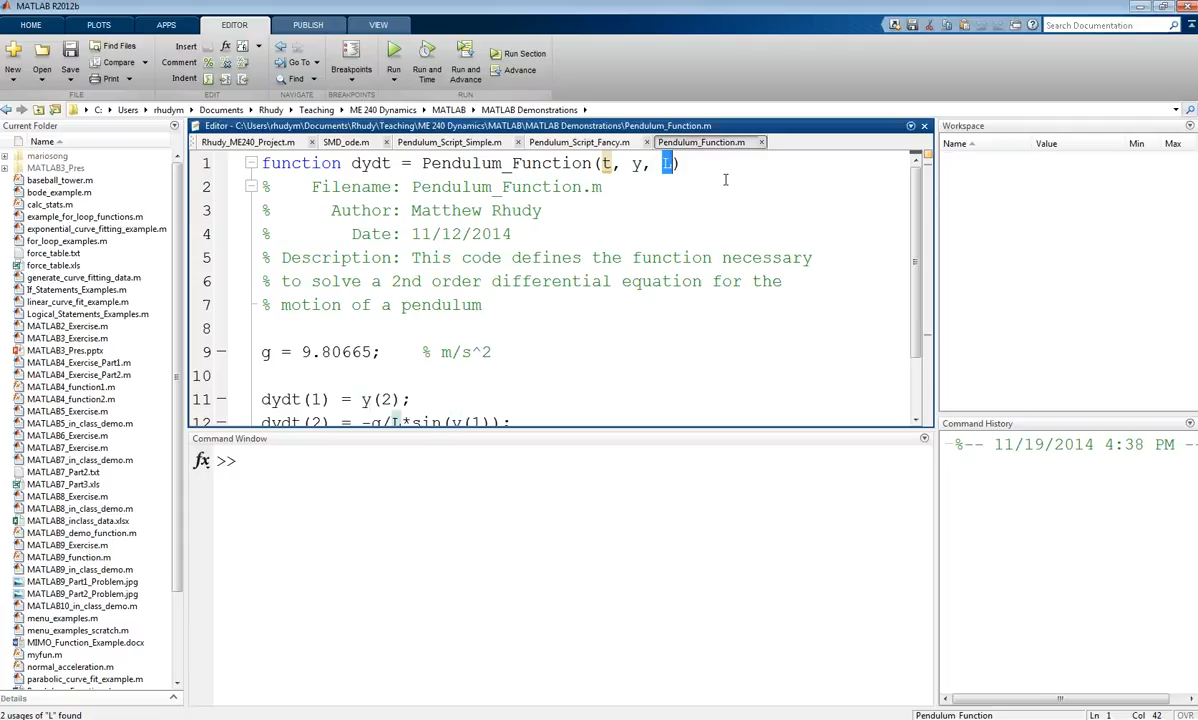 MATLAB R2012b
HOME PLOTS APPS EDITOR PUBLISH VIEW
Search Documentation
New Open Save Find Files Compare Print
FILE
Insert Comment Indent
EDIT
Go To Find
NAVIGATE
Breakpoints
BREAKPOINTS
Run Run and Time Run and Advance Run Section Advance
RUN
C: Users rhudym Documents Rhudy Teaching ME 240 Dynamics MATLAB MATLAB Demonstrations
Current Folder
Name
mariosong
MATLAB3_Pres
baseball_tower.m
bode_example.m
calc_stats.m
example_for_loop_functions.m
exponential_curve_fitting_example.m
for_loop_examples.m
force_table.txt
force_table.xls
generate_curve_fitting_data.m
If_Statements_Examples.m
linear_curve_fit_example.m
Logical_Statements_Examples.m
MATLAB2_Exercise.m
MATLAB3_Exercise.m
MATLAB3_Pres.pptx
MATLAB4_Exercise_Part1.m
MATLAB4_Exercise_Part2.m
MATLAB4_function1.m
MATLAB4_function2.m
MATLAB5_Exercise.m
MATLAB5_in_class_demo.m
MATLAB6_Exercise.m
MATLAB7_Exercise.m
MATLAB7_in_class_demo.m
MATLAB7_Part2.txt
MATLAB7_Part3.xls
MATLAB8_Exercise.m
MATLAB8_in_class_demo.m
MATLAB8_inclass_data.xlsx
MATLAB9_demo_function.m
MATLAB9_Exercise.m
MATLAB9_function.m
MATLAB9_in_class_demo.m
MATLAB9_Part1_Problem.jpg
MATLAB9_Part2_Problem.jpg
MATLAB10_in_class_demo.m
menu_examples.m
menu_examples_scratch.m
MIMO_Function_Example.docx
myfun.m
normal_acceleration.m
parabolic_curve_fit_example.m
Details
2 usages of "L" found
Editor - C:\Users\rhudym\Documents\Rhudy\Teaching\ME 240 Dynamics\MATLAB\MATLAB Demonstrations\Pendulum_Function.m
Rhudy_ME240_Project.m SMD_ode.m Pendulum_Script_Simple.m Pendulum_Script_Fancy.m Pendulum_Function.m
1 function dydt = Pendulum_Function(t, y, L)
2 % Filename: Pendulum_Function.m
3 % Author: Matthew Rhudy
4 % Date: 11/12/2014
5 % Description: This code defines the function necessary
6 % to solve a 2nd order differential equation for the
7 % motion of a pendulum
8
9 g = 9.80665; % m/s^2
10
11 dydt(1) = y(2);
12 dydt(2) = -g/L*sin(y(1));
Command Window
fx >>
Workspace
Name Value Min Max
Command History
%-- 11/19/2014 4:38 PM --
Pendulum_Function Ln 1 Col 42 OVR